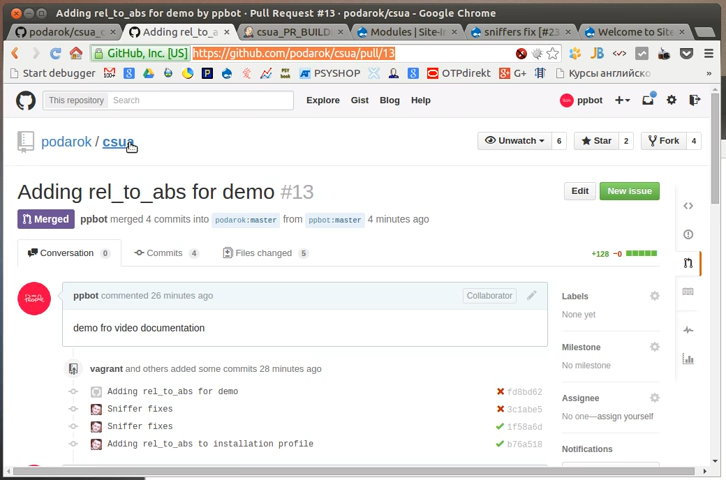 Adding rel_to_abs for demo by ppbot · Pull Request #13 · podarok/csua - Google Chrome
podarok/csua_c
Adding rel_to_a
csua_PR_BUILD
Modules | Site-In
sniffers fix [#23
Welcome to Site
GitHub, Inc. [US]
https://github.com/podarok/csua/pull/13
Start debugger
PSYSHOP
OTPdirekt
G+
Курсы английско
This repository
Search
Explore
Gist
Blog
Help
ppbot
podarok / csua
Unwatch
6
Star
2
Fork
4
Adding rel_to_abs for demo #13
Edit
New issue
Merged
ppbot merged 4 commits into podarok:master from ppbot:master 4 minutes ago
Conversation 0
Commits 4
Files changed 5
+128 −0
ppbot commented 26 minutes ago
Collaborator
demo fro video documentation
vagrant and others added some commits 28 minutes ago
Adding rel_to_abs for demo
fd8bd62
Sniffer fixes
3c1abe5
Sniffer fixes
1f58a6d
Adding rel_to_abs to installation profile
b76a518
Labels
None yet
Milestone
No milestone
Assignee
No one—assign yourself
Notifications